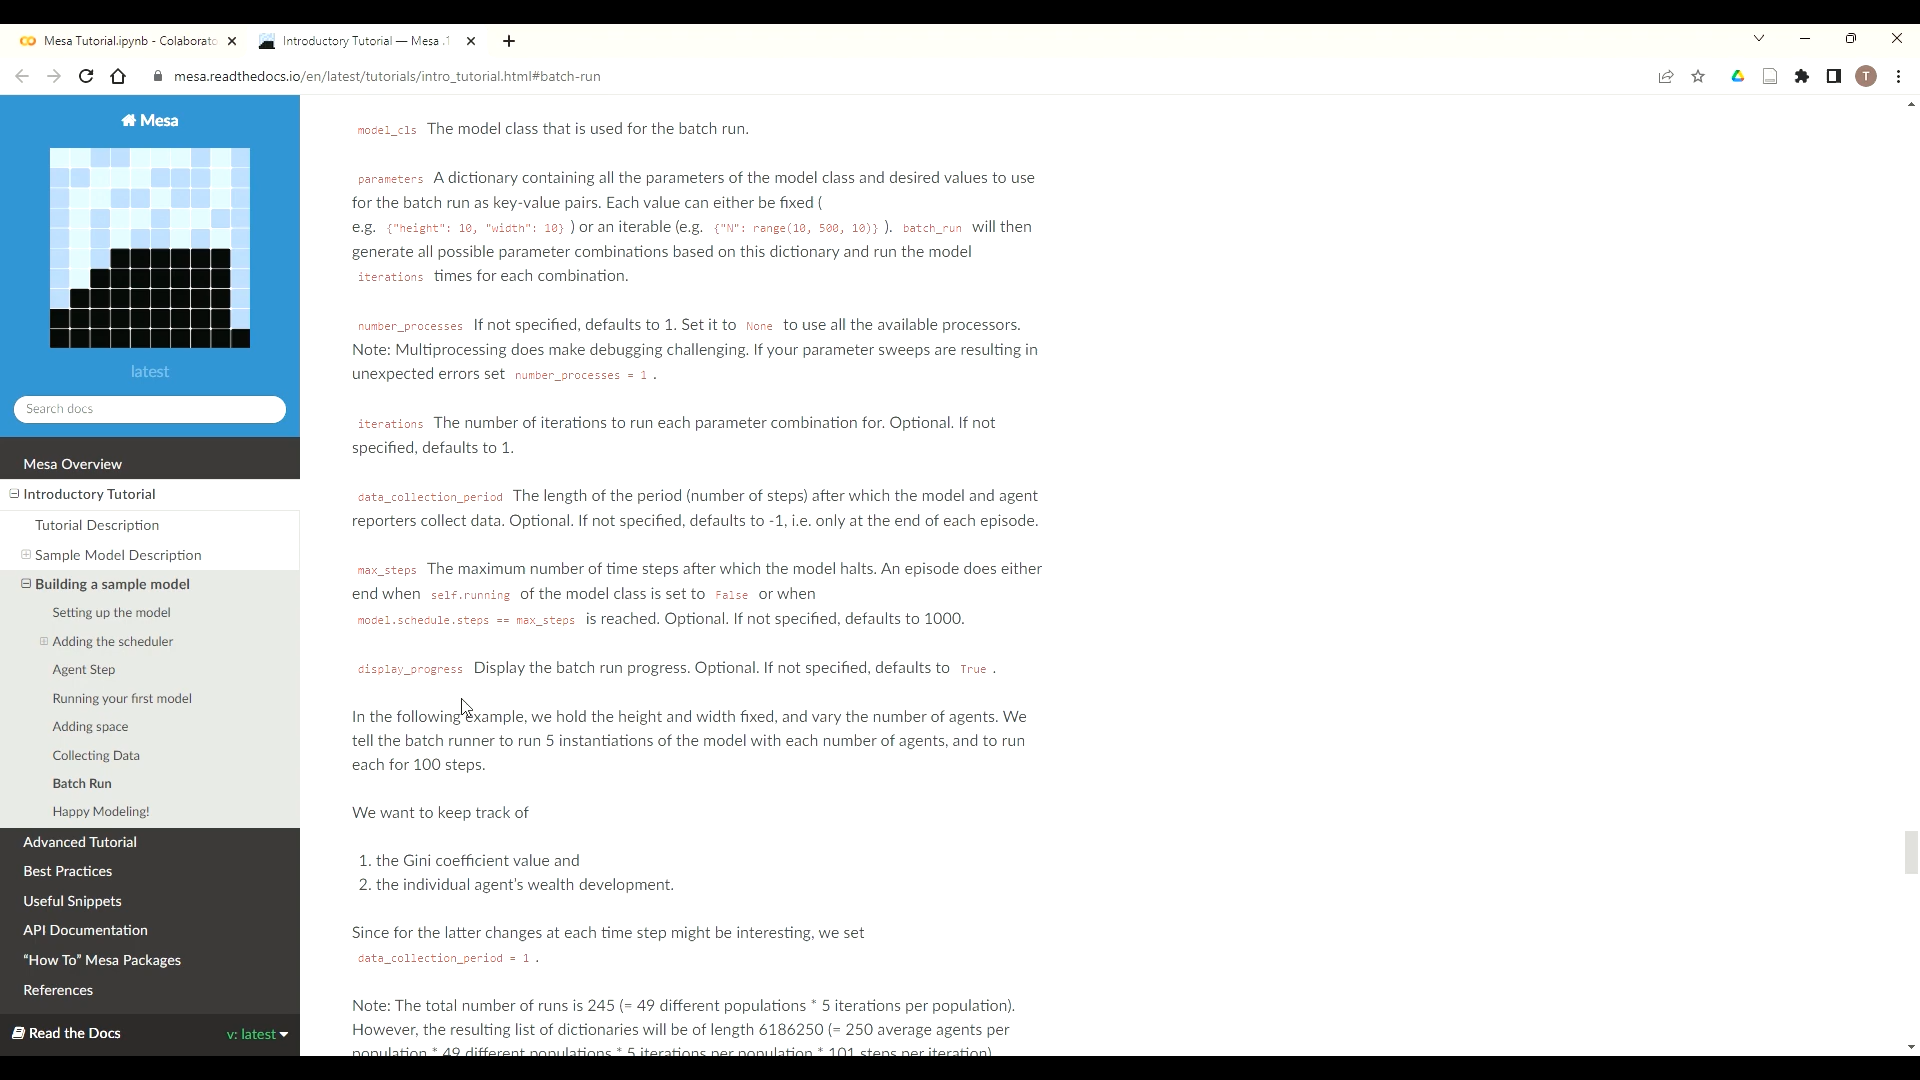 Mesa Tutorial.ipynb - Colaborato
Introductory Tutorial — Mesa .1
mesa.readthedocs.io/en/latest/tutorials/intro_tutorial.html#batch-run
T
Mesa
latest
Search docs
Mesa Overview
Introductory Tutorial
Tutorial Description
Sample Model Description
Building a sample model
Setting up the model
Adding the scheduler
Agent Step
Running your first model
Adding space
Collecting Data
Batch Run
Happy Modeling!
Advanced Tutorial
Best Practices
Useful Snippets
API Documentation
“How To” Mesa Packages
References
Read the Docs
v: latest
model_cls The model class that is used for the batch run.
parameters A dictionary containing all the parameters of the model class and desired values to use
for the batch run as key-value pairs. Each value can either be fixed (
e.g. {"height": 10, "width": 10} ) or an iterable (e.g. {"N": range(10, 500, 10)} ). batch_run will then
generate all possible parameter combinations based on this dictionary and run the model
iterations times for each combination.
number_processes If not specified, defaults to 1. Set it to None to use all the available processors.
Note: Multiprocessing does make debugging challenging. If your parameter sweeps are resulting in
unexpected errors set number_processes = 1 .
iterations The number of iterations to run each parameter combination for. Optional. If not
specified, defaults to 1.
data_collection_period The length of the period (number of steps) after which the model and agent
reporters collect data. Optional. If not specified, defaults to -1, i.e. only at the end of each episode.
max_steps The maximum number of time steps after which the model halts. An episode does either
end when self.running of the model class is set to False or when
model.schedule.steps == max_steps is reached. Optional. If not specified, defaults to 1000.
display_progress Display the batch run progress. Optional. If not specified, defaults to True .
In the following example, we hold the height and width fixed, and vary the number of agents. We
tell the batch runner to run 5 instantiations of the model with each number of agents, and to run
each for 100 steps.
We want to keep track of
1. the Gini coefficient value and
2. the individual agent's wealth development.
Since for the latter changes at each time step might be interesting, we set
data_collection_period = 1 .
Note: The total number of runs is 245 (= 49 different populations * 5 iterations per population).
However, the resulting list of dictionaries will be of length 6186250 (= 250 average agents per
population * 49 different populations * 5 iterations per population * 101 steps per iteration)